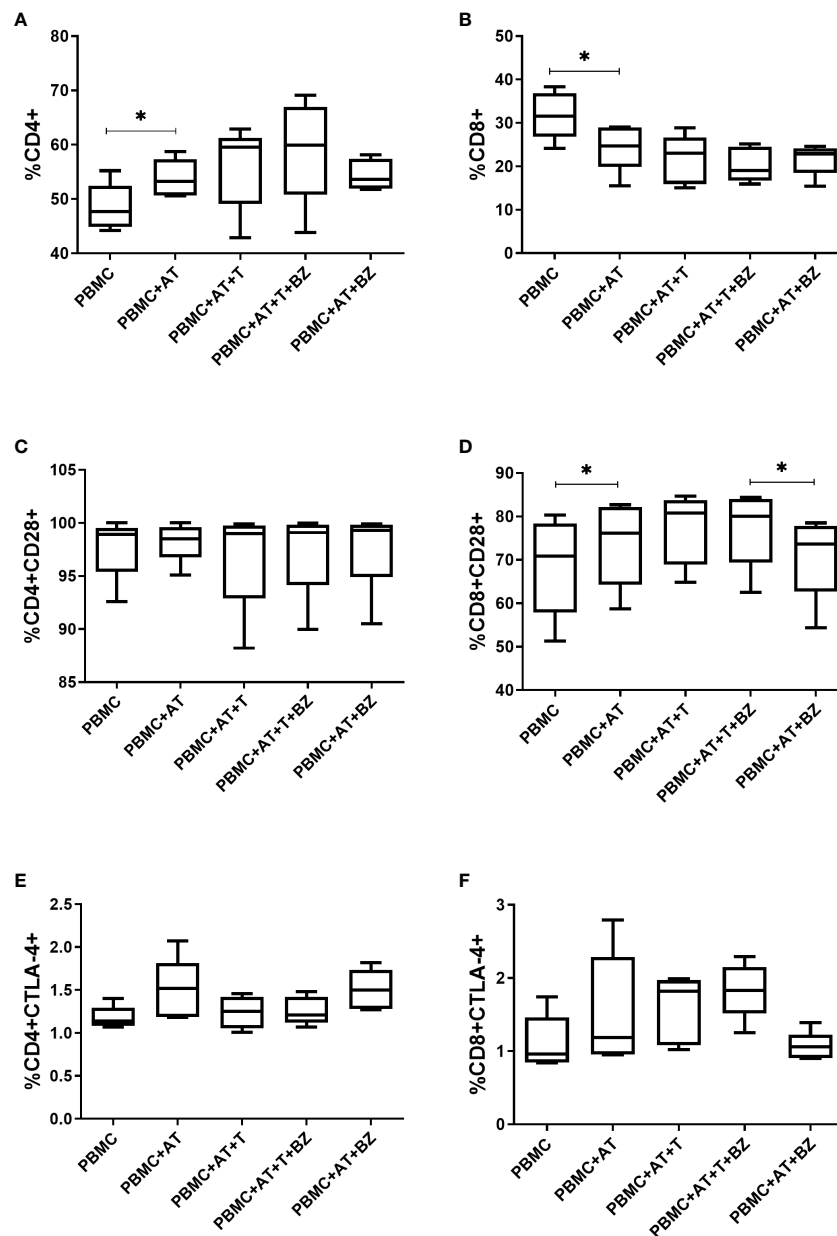 A
%CD4+
80
70
60
50
40
*
PBMC
PBMC+AT
PBMC+AT+T
PBMC+AT+T+BZ
PBMC+AT+BZ
B
%CD8+
50
40
30
20
10
0
*
PBMC
PBMC+AT
PBMC+AT+T
PBMC+AT+T+BZ
PBMC+AT+BZ
C
%CD4+CD28+
105
100
95
90
85
PBMC
PBMC+AT
PBMC+AT+T
PBMC+AT+T+BZ
PBMC+AT+BZ
D
%CD8+CD28+
90
80
70
60
50
40
*
*
PBMC
PBMC+AT
PBMC+AT+T
PBMC+AT+T+BZ
PBMC+AT+BZ
E
%CD4+CTLA-4+
2.5
2.0
1.5
1.0
0.5
0.0
PBMC
PBMC+AT
PBMC+AT+T
PBMC+AT+T+BZ
PBMC+AT+BZ
F
%CD8+CTLA-4+
3
2
1
0
PBMC
PBMC+AT
PBMC+AT+T
PBMC+AT+T+BZ
PBMC+AT+BZ